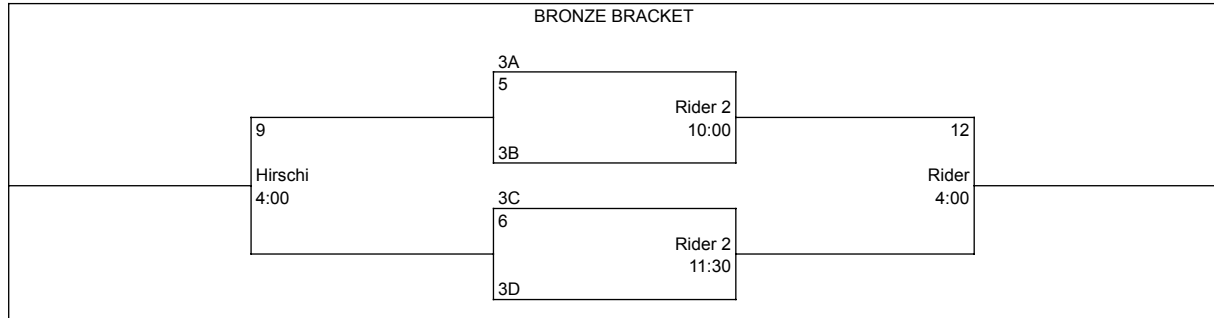 BRONZE BRACKET
3A
5
Rider 2
10:00
3B
9
Hirschi
4:00
12
Rider
4:00
3C
6
Rider 2
11:30
3D